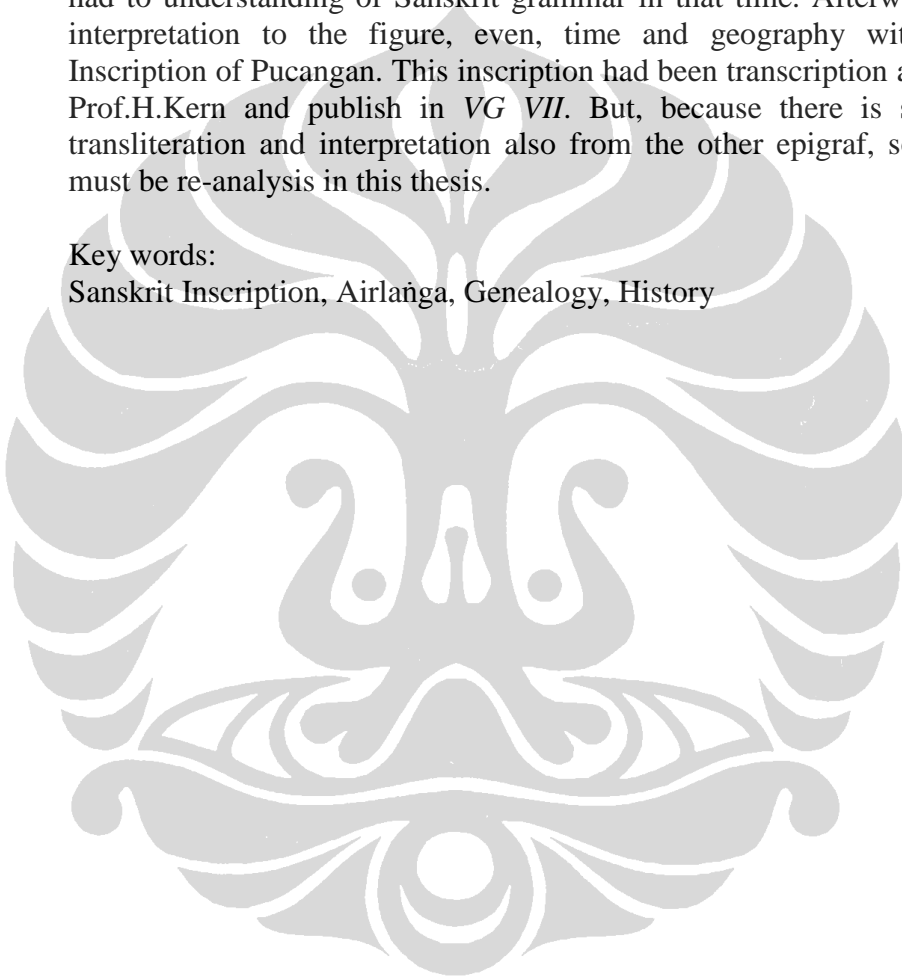 had to understanding of Sanskrit grammar in that time. Afterw
interpretation to the figure, even, time and geography wit
Inscription of Pucangan. This inscription had been transcription a
Prof.H.Kern and publish in VG VII. But, because there is s
transliteration and interpretation also from the other epigraf, s
must be re-analysis in this thesis.
Key words:
Sanskrit Inscription, Airlaṅga, Genealogy, History